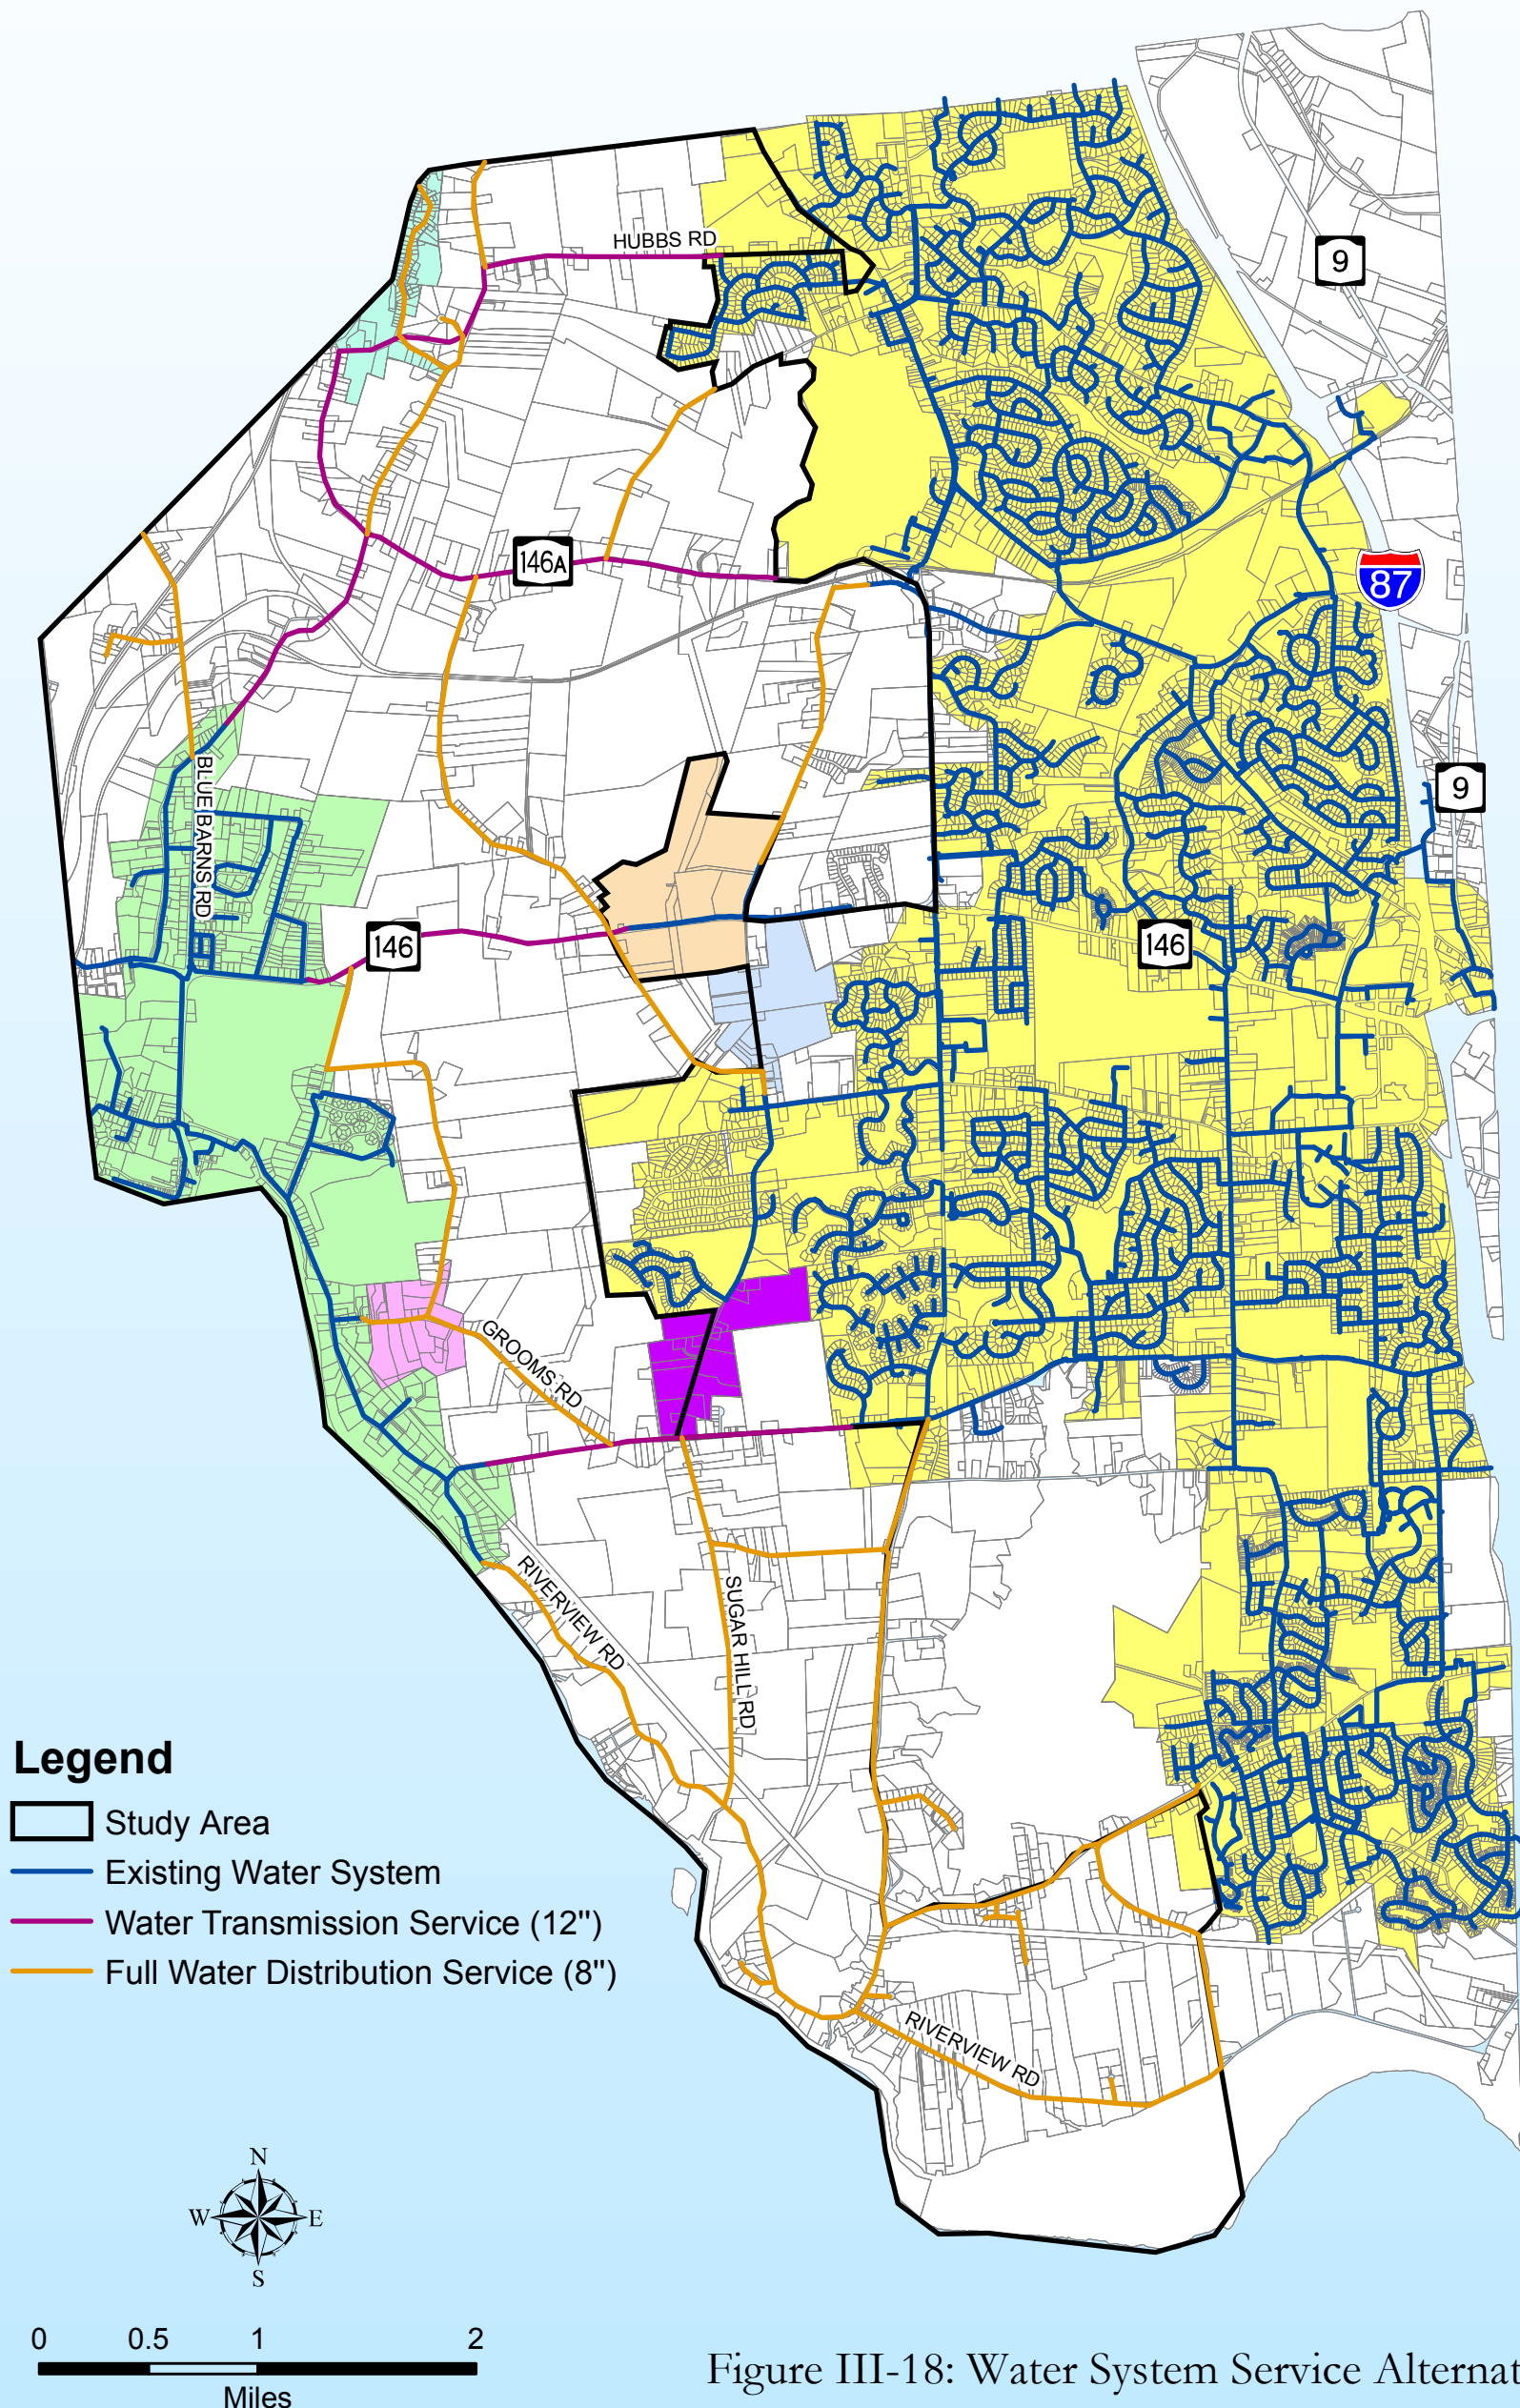 HUBBS RD
9
146A
87
BLUE BARNS RD
9
146
146
GROOMS RD
RIVERVIEW RD
SUGAR HILL RD
Legend
Study Area
Existing Water System
Water Transmission Service (12")
Full Water Distribution Service (8")
RIVERVIEW RD
N
W E
S
0 0.5 1 2
Miles
Figure III-18: Water System Service Alternat